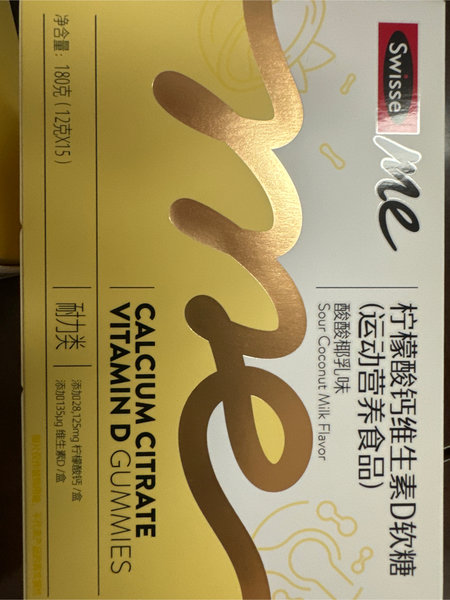 Swisse
me
柠檬酸钙维生素D软糖
(运动营养食品)
酸酸椰乳味
Sour Coconut Milk Flavor
me
CALCIUM CITRATE
VITAMIN D GUMMIES
耐力类
添加28,125mg 柠檬酸钙 /盒
添加135μg 维生素D /盒
净含量：180克（12克X15）